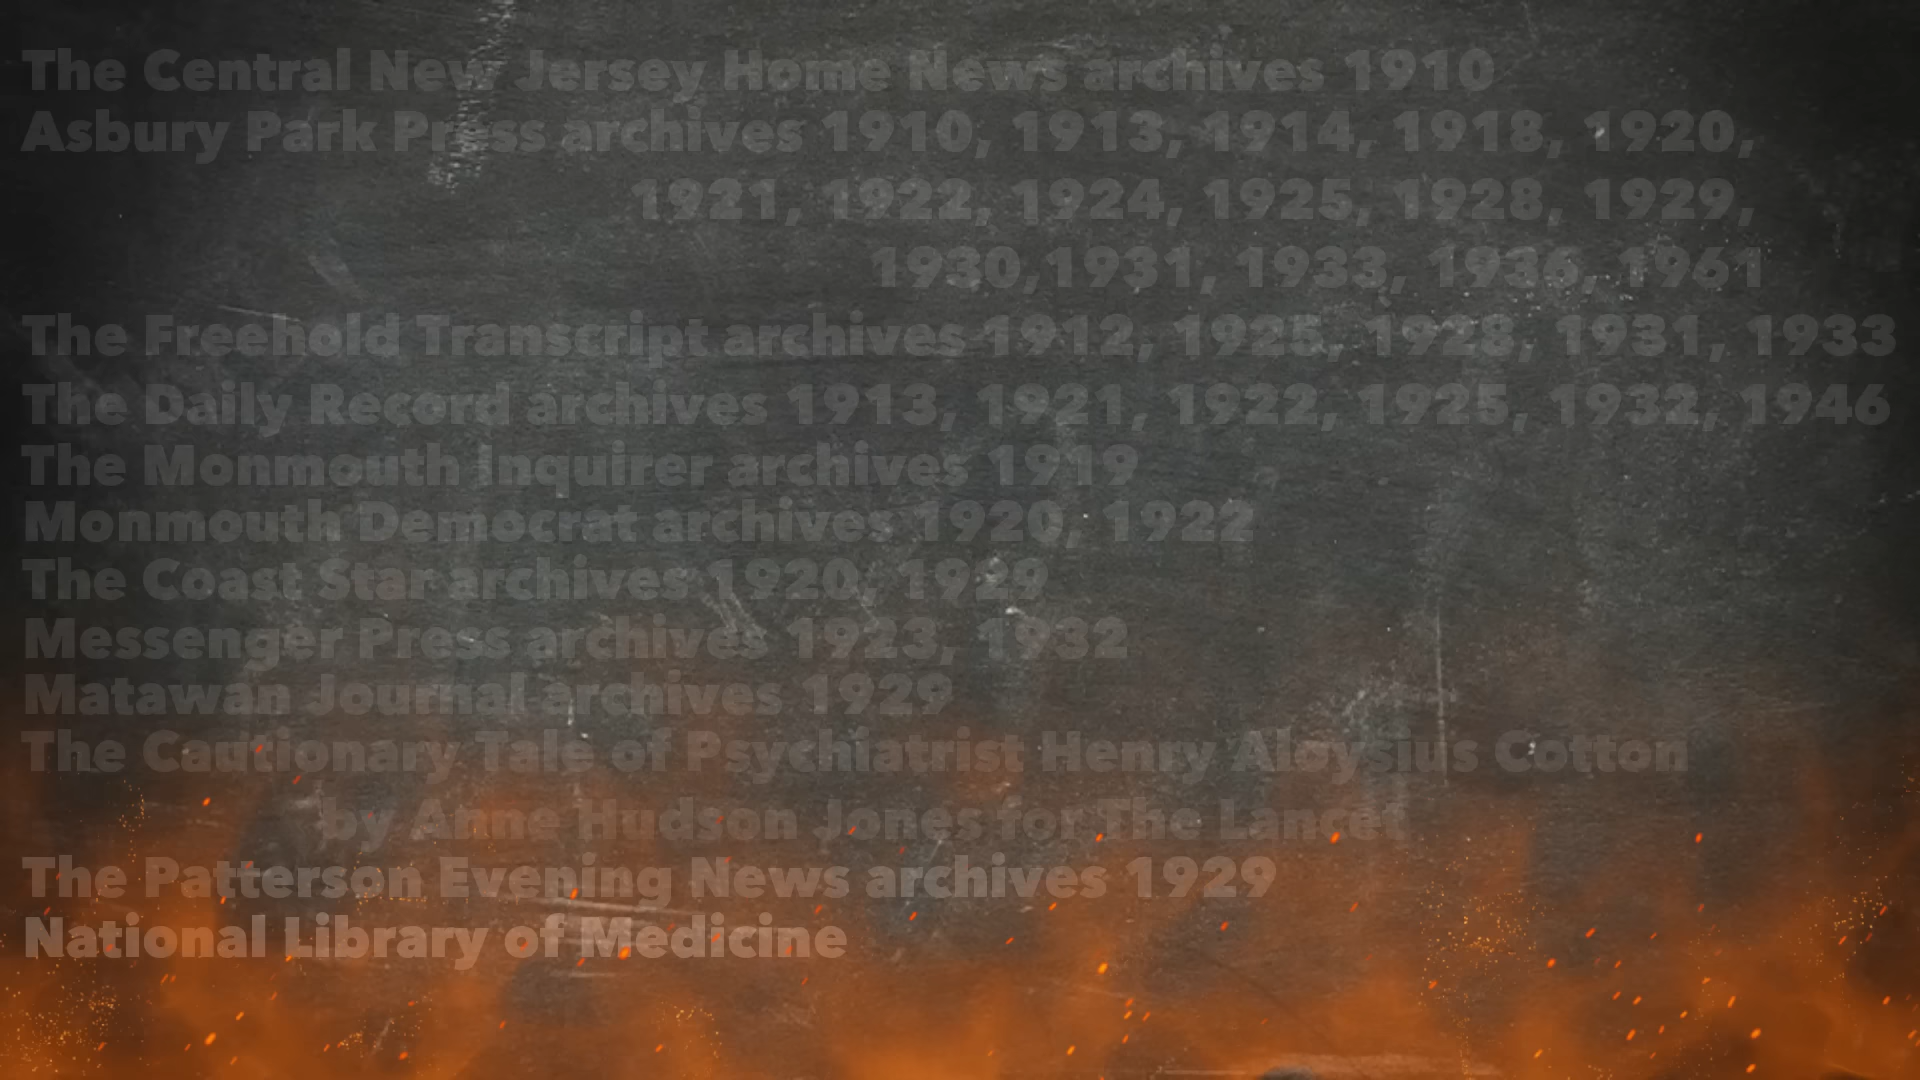 The Central New Jersey Home News archives 1910
Asbury Park Press archives 1910, 1913, 1914, 1918, 1920,
1921, 1922, 1924, 1925, 1928, 1929,
1930,1931, 1933, 1936, 1961
The Freehold Transcript archives 1912, 1925, 1928, 1931, 1933
The Daily Record archives 1913, 1921, 1922, 1925, 1932, 1946
The Monmouth Inquirer archives 1919
Monmouth Democrat archives 1920, 1922
The Coast Star archives 1920, 1929
Messenger Press archives 1923, 1932
Matawan Journal archives 1929
The Cautionary Tale of Psychiatrist Henry Aloysius Cotton
by Anne Hudson Jones for The Lancet
The Patterson Evening News archives 1929
National Library of Medicine